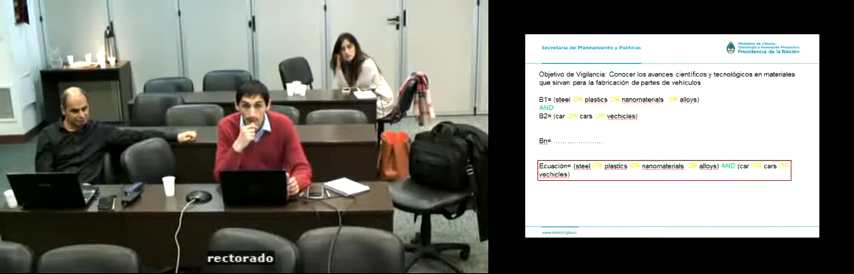 rectorado
Secretaría de Planeamiento y Políticas
Ministerio de Ciencia,
Tecnología e Innovación Productiva
Presidencia de la Nación
Objetivo de Vigilancia: Conocer los avances científicos y tecnológicos en materiales
que sirvan para la fabricación de partes de vehículos
B1= (steel OR plastics OR nanomaterials OR alloys)
AND
B2= (car OR cars OR vechicles)
Bn= .......................
Ecuación= (steel OR plastics OR nanomaterials OR alloys) AND (car OR cars OR
vechicles)